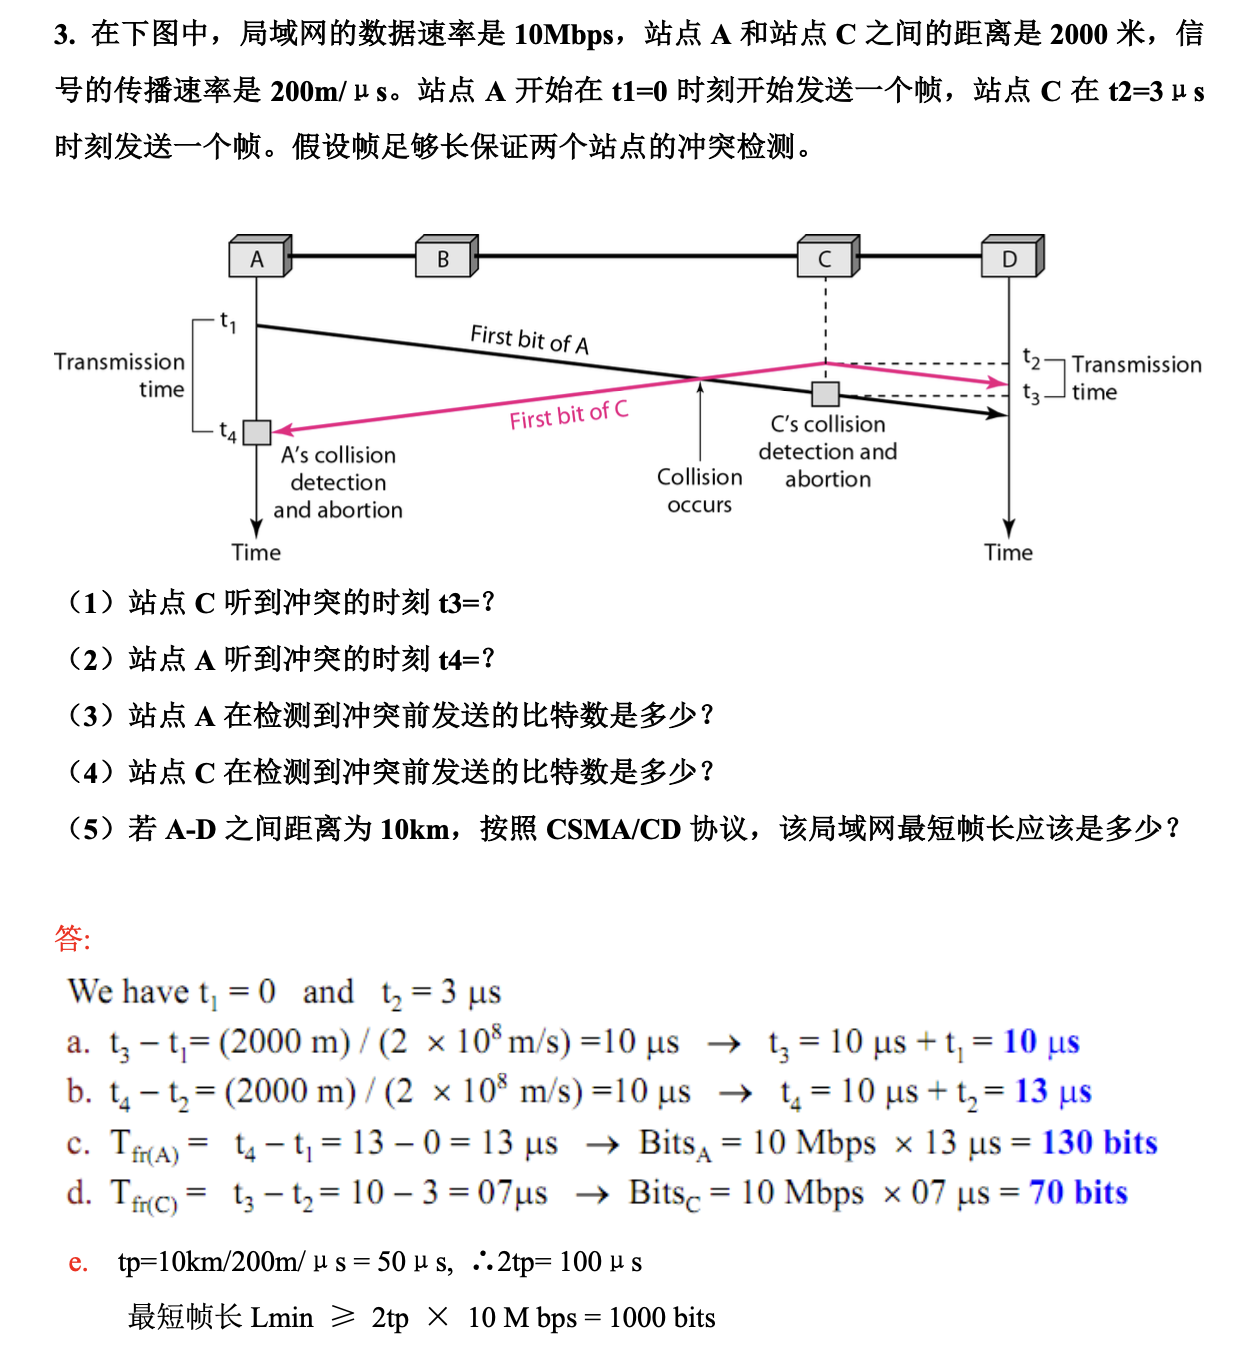 3. 在下图中，局域网的数据速率是 10Mbps，站点 A 和站点 C 之间的距离是 2000 米，信
号的传播速率是 200m/μs。站点 A 开始在 t1=0 时刻开始发送一个帧，站点 C 在 t2=3μs
时刻发送一个帧。假设帧足够长保证两个站点的冲突检测。
A B C D
t₁
First bit of A
Transmission
time
t₂
Transmission
time
t₃
First bit of C
t₄
C's collision
detection and
abortion
A's collision
detection
and abortion
Collision
occurs
Time
Time
（1）站点 C 听到冲突的时刻 t3=？
（2）站点 A 听到冲突的时刻 t4=？
（3）站点 A 在检测到冲突前发送的比特数是多少？
（4）站点 C 在检测到冲突前发送的比特数是多少？
（5）若 A-D 之间距离为 10km，按照 CSMA/CD 协议，该局域网最短帧长应该是多少？
答:
We have t₁ = 0 and t₂ = 3 μs
a. t₃ – t₁= (2000 m) / (2 × 10⁸ m/s) =10 μs → t₃ = 10 μs + t₁ = 10 μs
b. t₄ – t₂= (2000 m) / (2 × 10⁸ m/s) =10 μs → t₄ = 10 μs + t₂= 13 μs
c. T fr(A) = t₄ – t₁ = 13 – 0 = 13 μs → Bits A = 10 Mbps × 13 μs = 130 bits
d. T fr(C) = t₃ – t₂= 10 – 3 = 07μs → Bits C = 10 Mbps × 07 μs = 70 bits
e. tp=10km/200m/μs = 50 μs, ∴2tp= 100 μs
最短帧长 Lmin ≥ 2tp × 10 M bps = 1000 bits